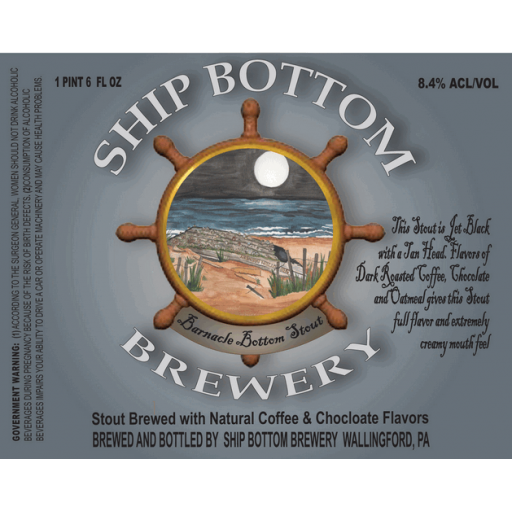 1 PINT 6 FL OZ
8.4% ACL/VOL
SHIP BOTTOM
BREWERY
Barnacle Bottom Stout
This Stout is Jet Black
with a Tan Head. Flavors of
Dark Roasted Coffee, Chocolate
and Oatmeal gives this Stout
full flavor and extremely
creamy mouth feel
Stout Brewed with Natural Coffee & Chocloate Flavors
BREWED AND BOTTLED BY SHIP BOTTOM BREWERY WALLINGFORD, PA
GOVERNMENT WARNING: (1) ACCORDING TO THE SURGEON GENERAL, WOMEN SHOULD NOT DRINK ALCOHOLIC
BEVERAGES DURING PREGNANCY BECAUSE OF THE RISK OF BIRTH DEFECTS. (2)CONSUMPTION OF ALCOHOLIC
BEVERAGES IMPAIRS YOUR ABILITY TO DRIVE A CAR OR OPERATE MACHINERY AND MAY CAUSE HEALTH PROBLEMS.